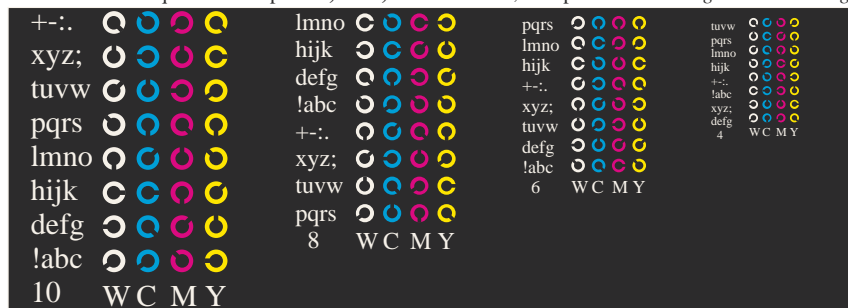 +-:.
xyz;
tuvw
pqrs
lmno
hijk
defg
!abc
10 W C M Y
lmno
hijk
defg
!abc
+-:.
xyz;
tuvw
pqrs
8 W C M Y
pqrs
lmno
hijk
+-:.
xyz;
tuvw
defg
!abc
6 W C M Y
tuvw
pqrs
lmno
hijk
+-:.
!abc
xyz;
defg
4 W C M Y